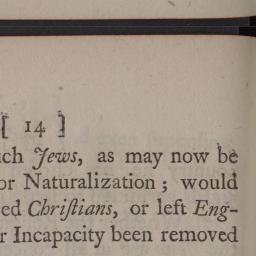 [ 14 ]
ch Jews, as may now be
or Naturalization; would
ed Chriſtians, or left Eng-
r Incapacity been removed